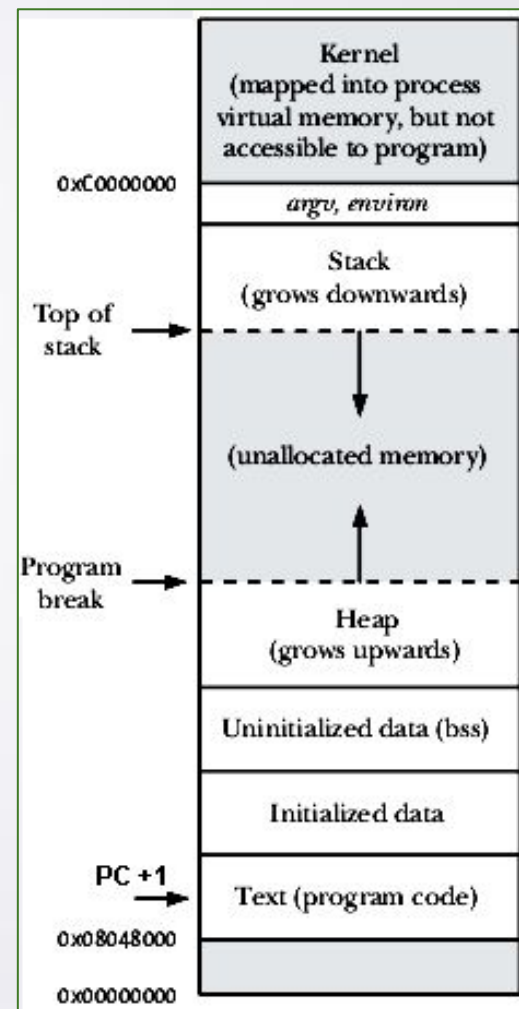 Kernel
(mapped into process
virtual memory, but not
accessible to program)
0xC0000000
argv, environ
Stack
(grows downwards)
Top of
stack
(unallocated memory)
Program
break
Heap
(grows upwards)
Uninitialized data (bss)
Initialized data
PC +1
Text (program code)
0x08048000
0x00000000